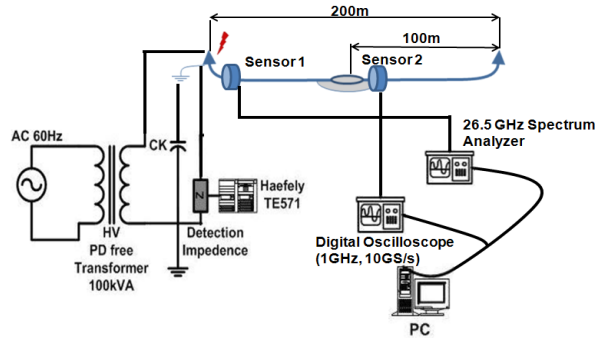 200m
100m
Sensor1
Sensor2
AC 60Hz
CK
Z
Haefely
TE571
26.5 GHz Spectrum
Analyzer
HV
PD free
Transformer
100kVA
Detection
Impedence
Digital Oscilloscope
(1GHz, 10GS/s)
PC